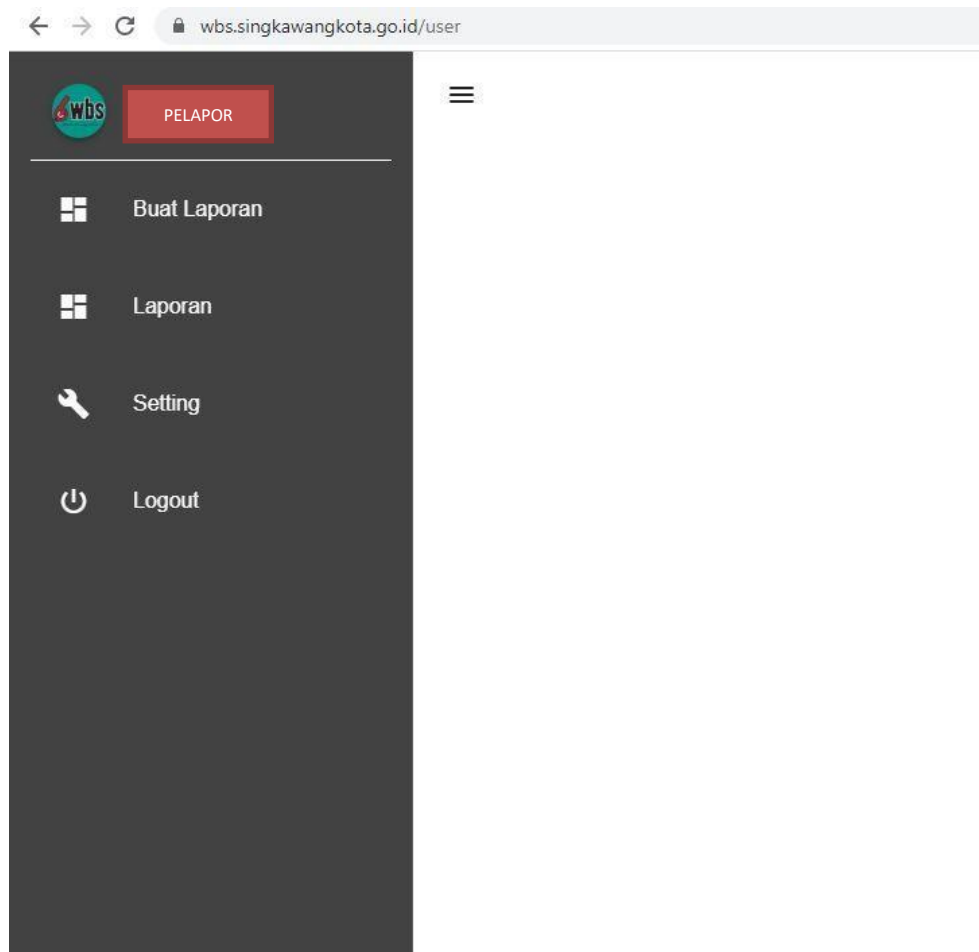 wbs.singkawangkota.go.id/user
wbs
PELAPOR
Buat Laporan
Laporan
Setting
Logout